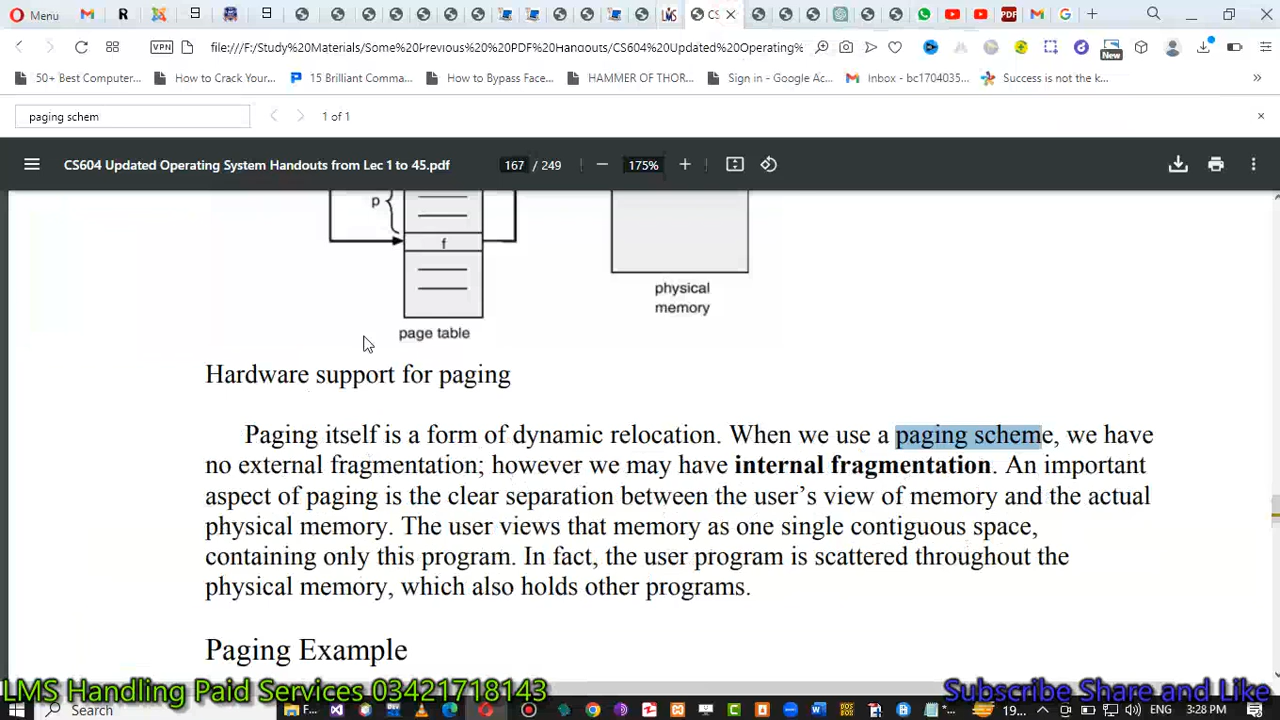 Menu
CS
file:///F:/Study%20Materials/Some%20Previous%20%20PDF%20Handouts/CS604%20Updated%20Operating%
VPN
New
50+ Best Computer...
How to Crack Your...
15 Brilliant Comma...
How to Bypass Face...
HAMMER OF THOR...
Sign in - Google Ac...
Inbox - bc1704035...
Success is not the k...
paging schem
1 of 1
CS604 Updated Operating System Handouts from Lec 1 to 45.pdf
167 / 249
175%
p
f
physical
memory
page table
Hardware support for paging
Paging itself is a form of dynamic relocation. When we use a paging scheme, we have
no external fragmentation; however we may have internal fragmentation. An important
aspect of paging is the clear separation between the user's view of memory and the actual
physical memory. The user views that memory as one single contiguous space,
containing only this program. In fact, the user program is scattered throughout the
physical memory, which also holds other programs.
Paging Example
LMS Handling Paid Services 03421718143
Subscribe Share and Like
Search
F...
19...
ENG
3:28 PM